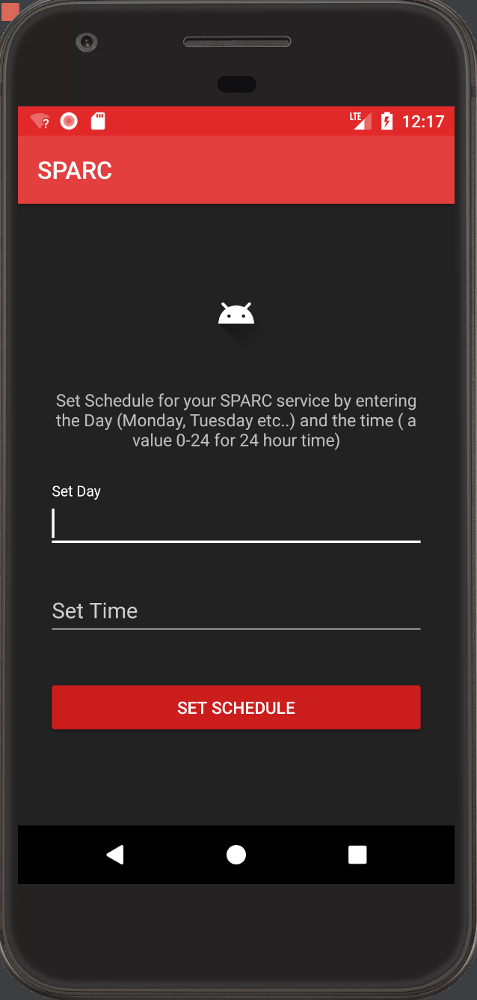 ? LTE 12:17
SPARC
Set Schedule for your SPARC service by entering
the Day (Monday, Tuesday etc..) and the time ( a
value 0-24 for 24 hour time)
Set Day
Set Time
SET SCHEDULE